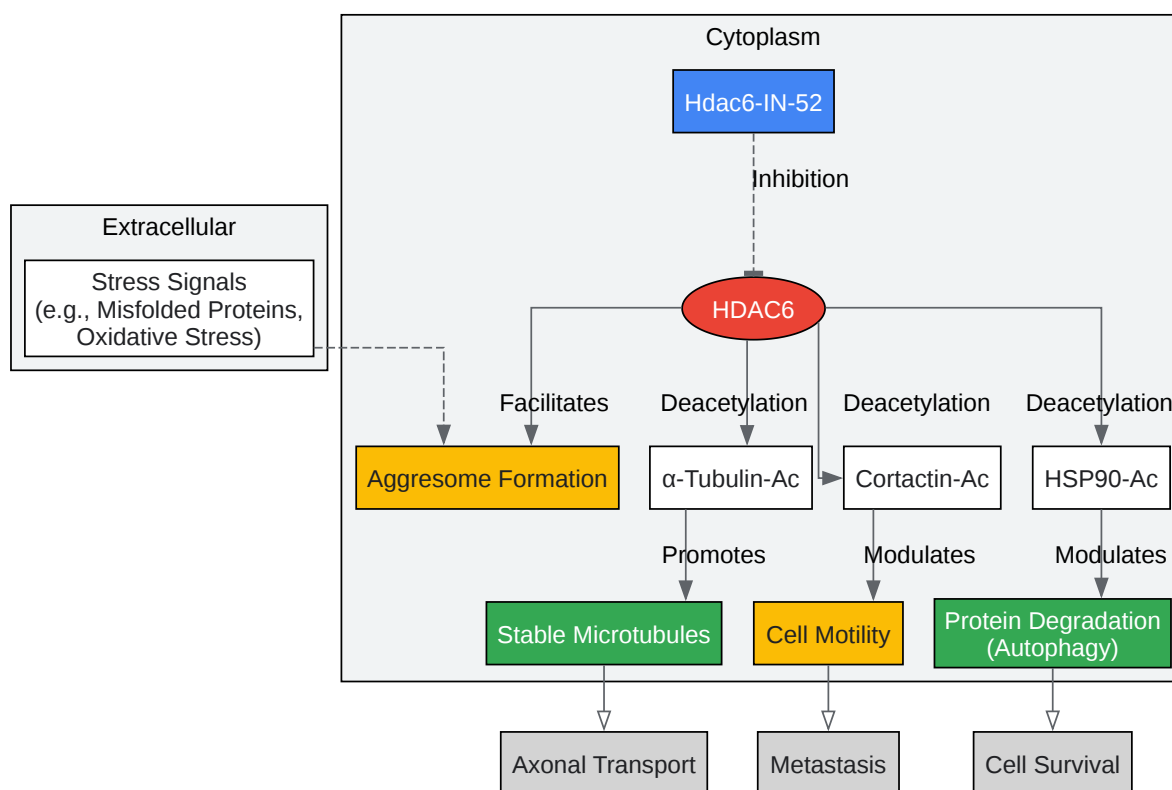 Cytoplasm
Hdac6-IN-52
Inhibition
Extracellular
Stress Signals
(e.g., Misfolded Proteins,
Oxidative Stress)
HDAC6
Facilitates
Deacetylation
Deacetylation
Deacetylation
Aggresome Formation
α-Tubulin-Ac
Cortactin-Ac
HSP90-Ac
Promotes
Modulates
Modulates
Stable Microtubules
Cell Motility
Protein Degradation
(Autophagy)
Axonal Transport
Metastasis
Cell Survival